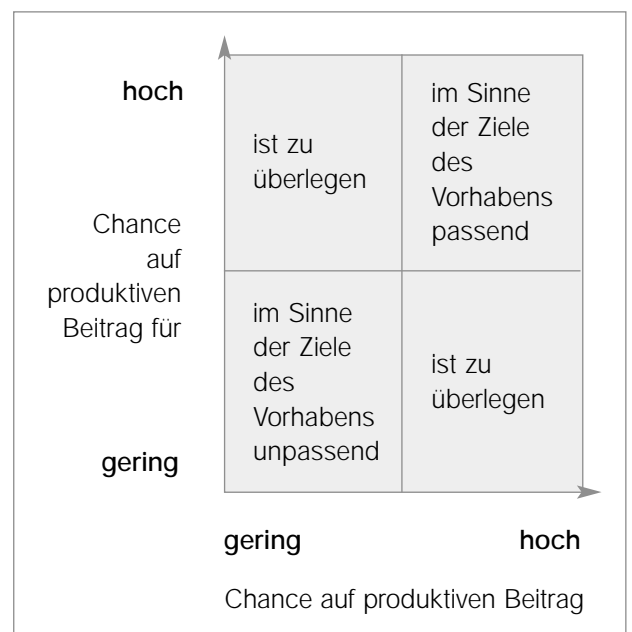 hoch
Chance
auf
produktiven
Beitrag für
gering
ist zu
überlegen
im Sinne
der Ziele
des
Vorhabens
passend
im Sinne
der Ziele
des
Vorhabens
unpassend
ist zu
überlegen
gering hoch
Chance auf produktiven Beitrag